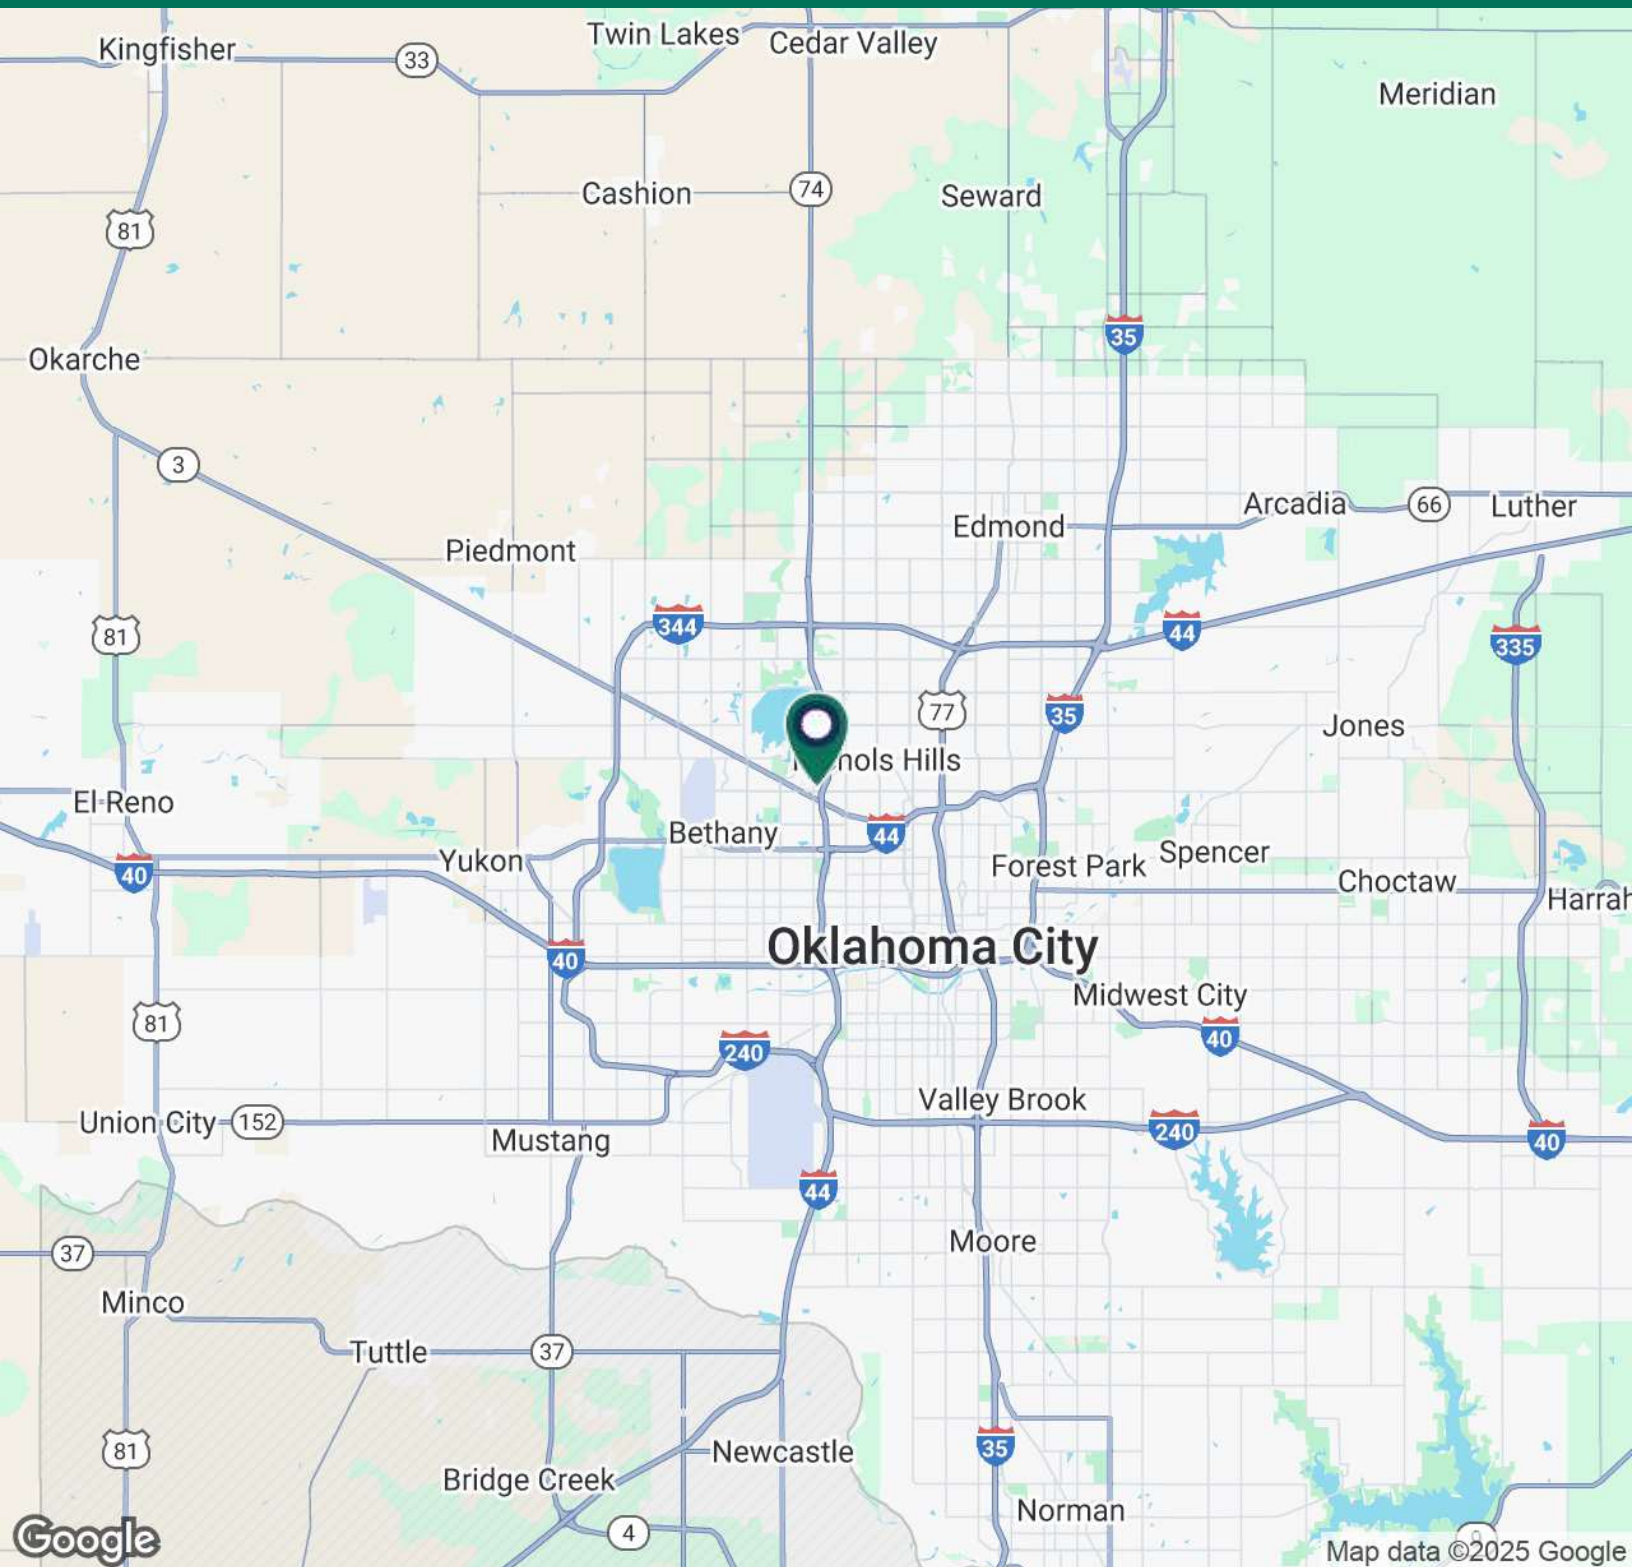 Twin Lakes
Cedar Valley
Kingfisher
33
Meridian
Cashion
74
Seward
81
35
Okarche
3
Arcadia
66
Luther
Edmond
Piedmont
344
44
81
335
77
35
Jones
hols Hills
El Reno
Bethany
44
Yukon
Forest Park
Spencer
40
Choctaw
Harrah
Oklahoma City
40
Midwest City
81
40
240
Valley Brook
Union City
152
240
Mustang
40
44
Moore
37
Minco
Tuttle
37
81
Newcastle
35
Bridge Creek
Norman
4
9
Google
Map data ©2025 Google